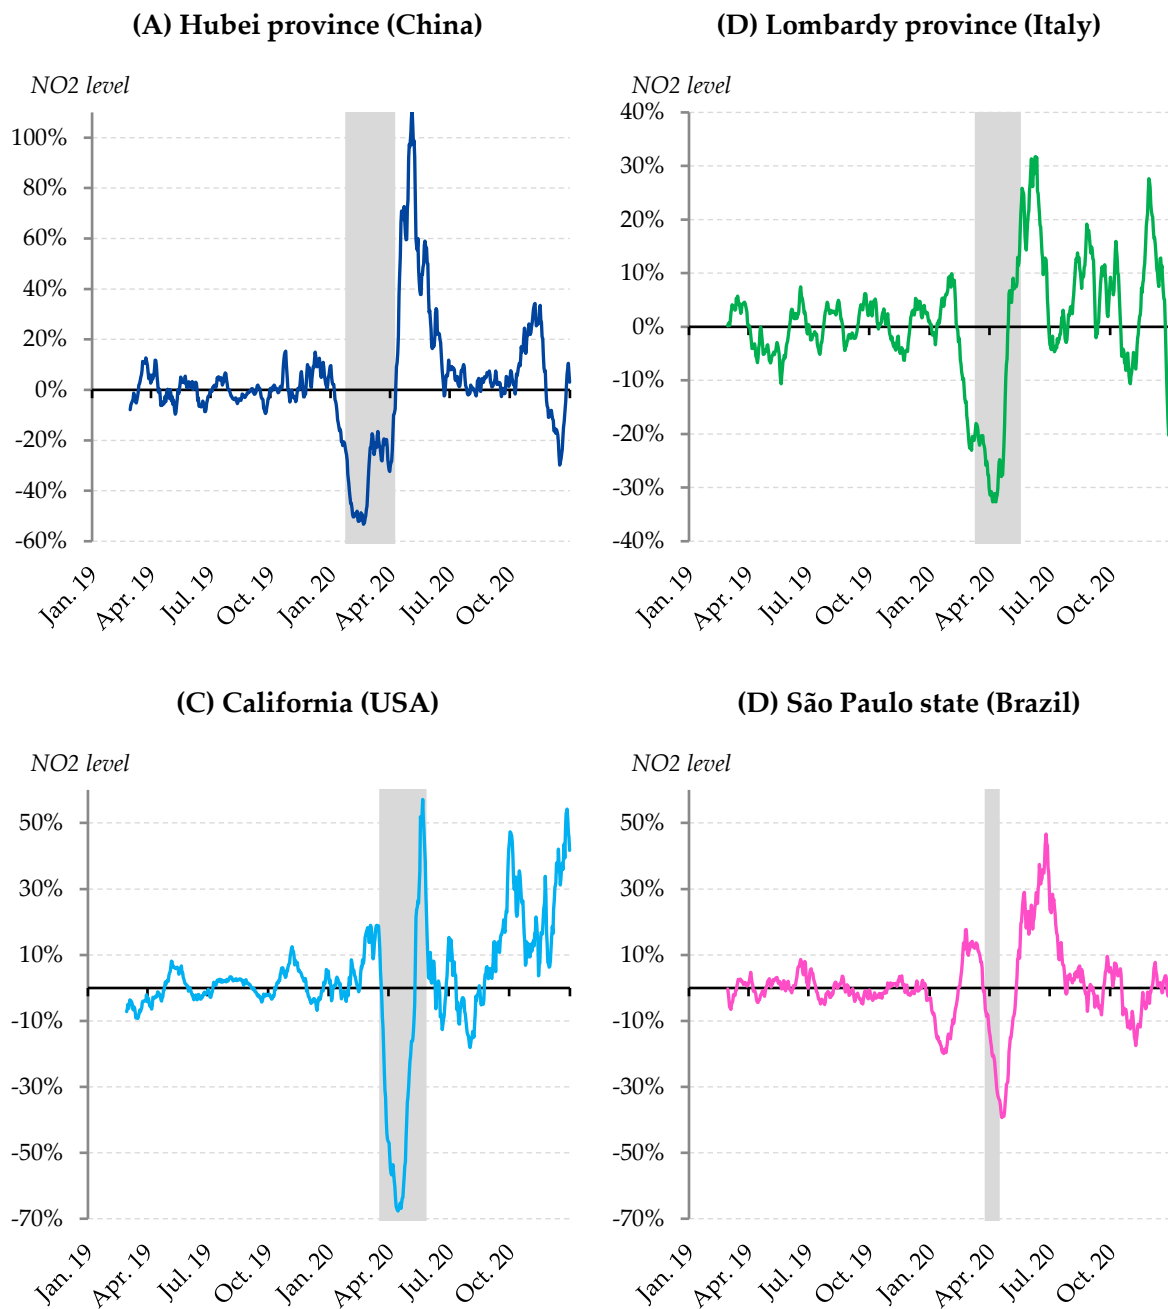 (A) Hubei province (China)
NO2 level
100%
80%
60%
40%
20%
0%
-20%
-40%
-60%
Jan. 19 Apr. 19 Jul. 19 Oct. 19 Jan. 20 Apr. 20 Jul. 20 Oct. 20
(D) Lombardy province (Italy)
NO2 level
40%
30%
20%
10%
0%
-10%
-20%
-30%
-40%
Jan. 19 Apr. 19 Jul. 19 Oct. 19 Jan. 20 Apr. 20 Jul. 20 Oct. 20
(C) California (USA)
NO2 level
50%
30%
10%
-10%
-30%
-50%
-70%
Jan. 19 Apr. 19 Jul. 19 Oct. 19 Jan. 20 Apr. 20 Jul. 20 Oct. 20
(D) São Paulo state (Brazil)
NO2 level
50%
30%
10%
-10%
-30%
-50%
-70%
Jan. 19 Apr. 19 Jul. 19 Oct. 19 Jan. 20 Apr. 20 Jul. 20 Oct. 20